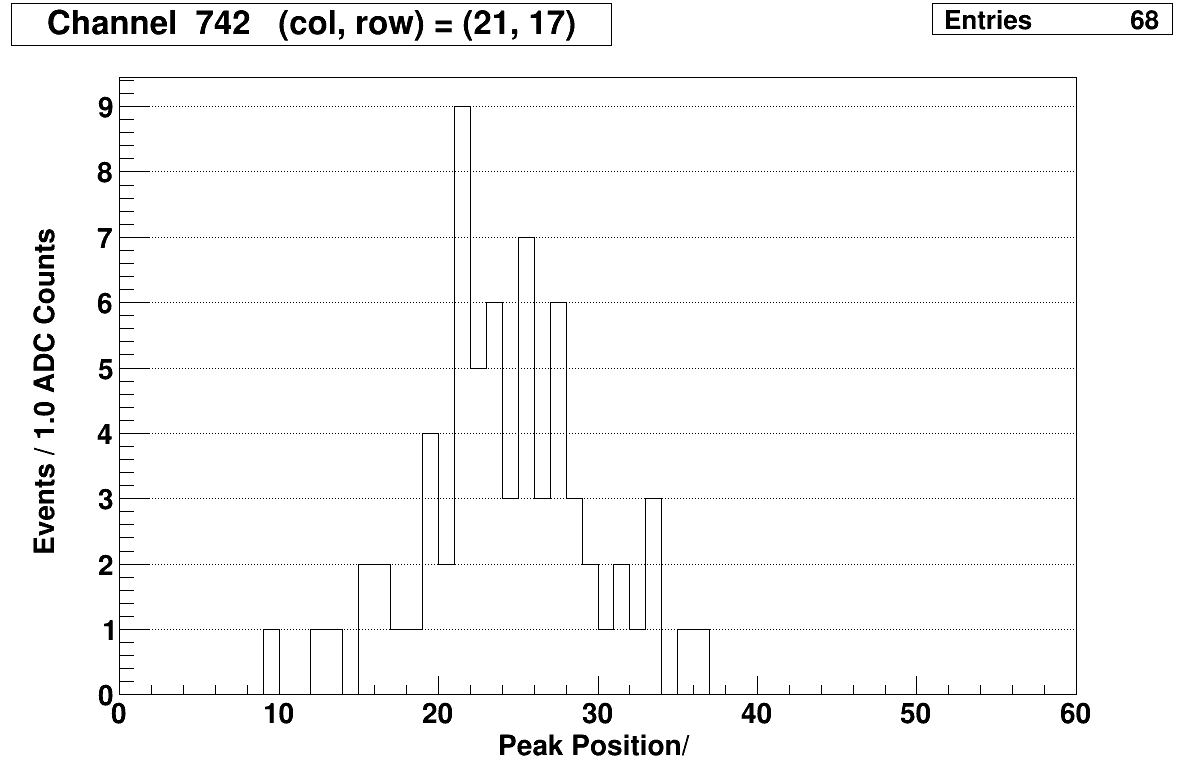 Channel 742 (col, row) = (21, 17)
Entries 68
Events / 1.0 ADC Counts
9
8
7
6
5
4
3
2
1
0
0 10 20 30 40 50 60
Peak Position/